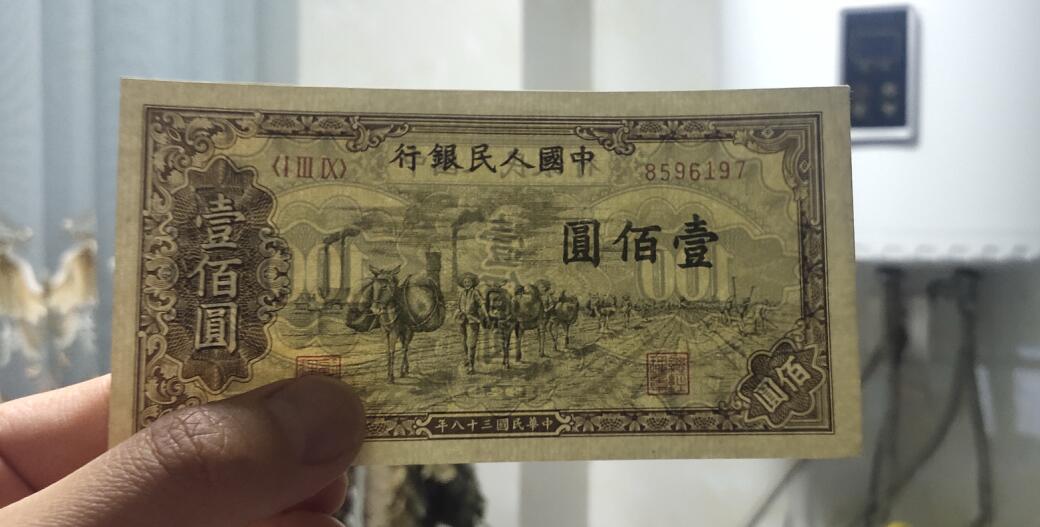 中國人民銀行
〈I III IX〉
8596197
壹佰圓
壹佰圓
佰圓
中華民國三十八年